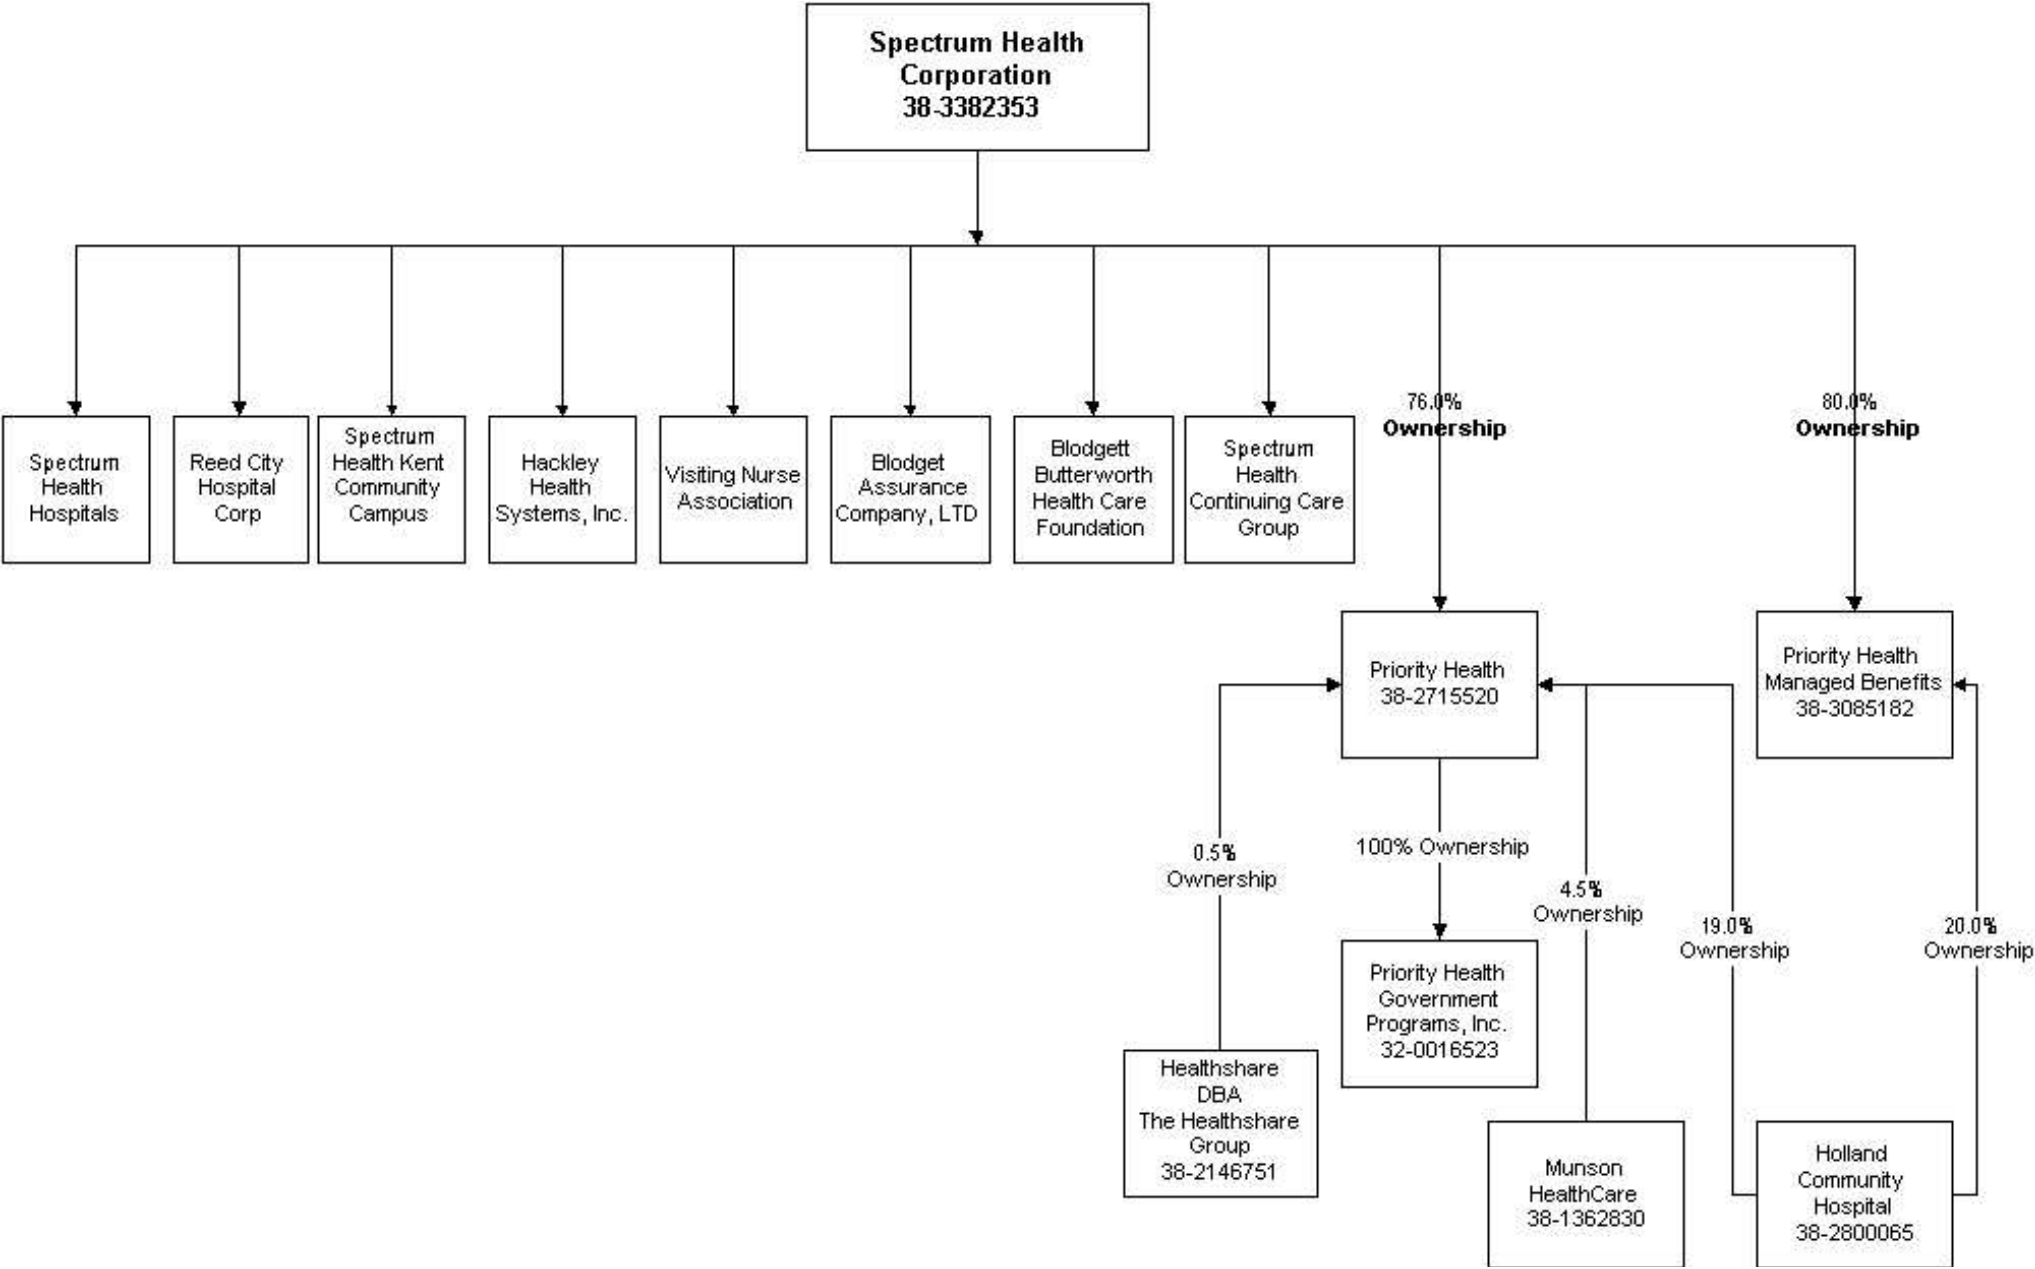 Spectrum Health
Corporation
38-3382353
Spectrum
Health
Hospitals
Reed City
Hospital
Corp
Spectrum
Health Kent
Community
Campus
Hackley
Health
Systems, Inc.
Visiting Nurse
Association
Blodget
Assurance
Company, LTD
Blodgett
Butterworth
Health Care
Foundation
Spectrum
Health
Continuing Care
Group
76.0%
Ownership
80.0%
Ownership
Priority Health
38-2715520
Priority Health
Managed Benefits
38-3085182
0.5%
Ownership
100% Ownership
4.5%
Ownership
19.0%
Ownership
20.0%
Ownership
Priority Health
Government
Programs, Inc.
32-0016523
Healthshare
DBA
The Healthshare
Group
38-2146751
Munson
HealthCare
38-1362830
Holland
Community
Hospital
38-2800065